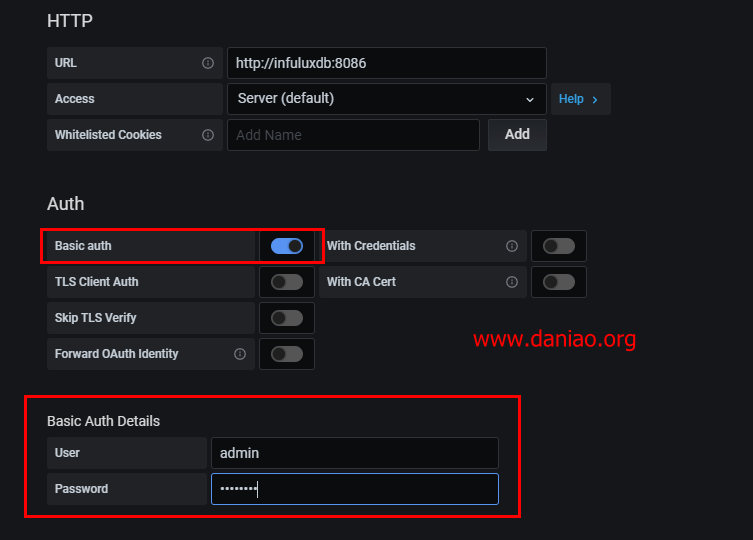 HTTP
URL http://infuluxdb:8086
Access Server (default) Help
Whitelisted Cookies Add Name Add
Auth
Basic auth With Credentials
TLS Client Auth With CA Cert
Skip TLS Verify
Forward OAuth Identity
www.daniao.org
Basic Auth Details
User admin
Password ••••••••